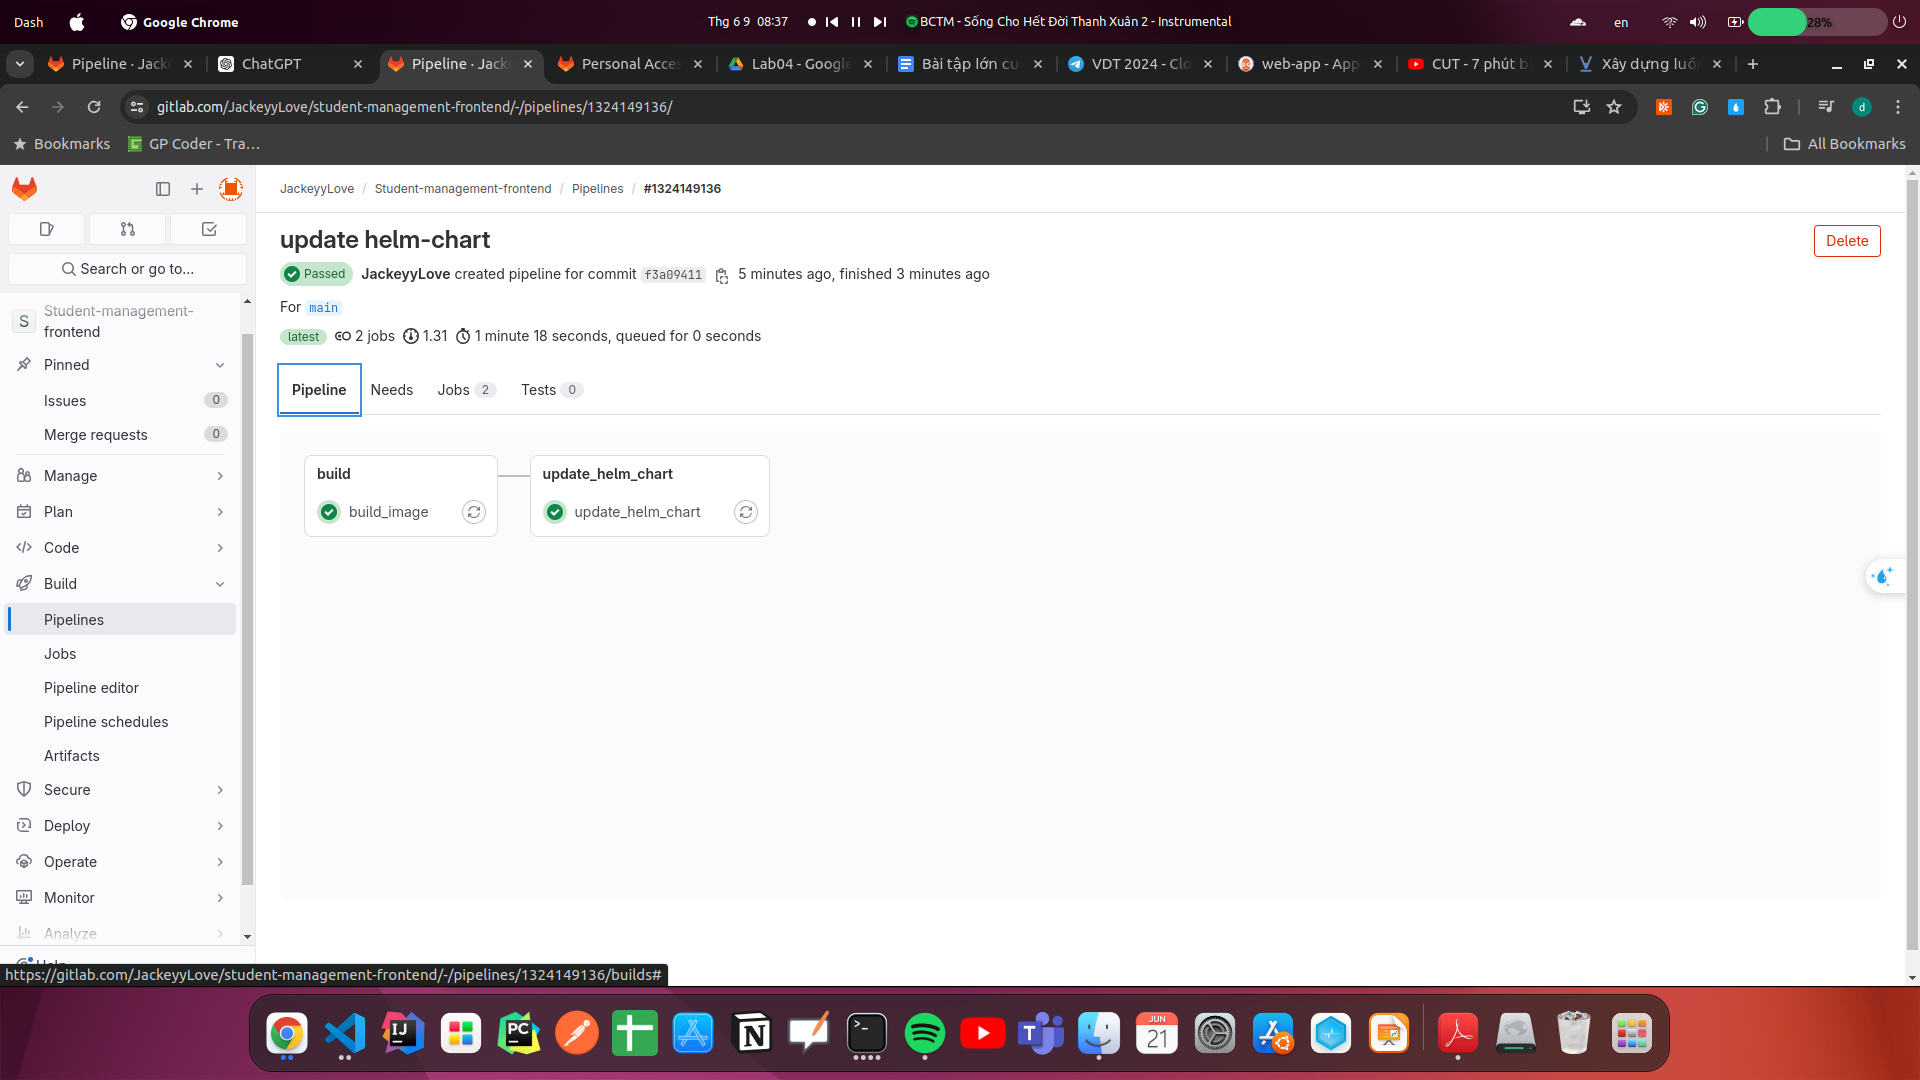 Dash
Google Chrome
Thg 6 9 08:37
BCTM - Sống Cho Hết Đời Thanh Xuân 2 - Instrumental
en
28%
Pipeline · Jack
ChatGPT
Pipeline · Jack
Personal Acces
Lab04 - Google
Bài tập lớn cu
VDT 2024 - Clo
web-app - App
CUT - 7 phút b
Xây dựng luồ
gitlab.com/JackeyyLove/student-management-frontend/-/pipelines/1324149136/
d
Bookmarks
GP Coder - Tra...
All Bookmarks
JackeyyLove / Student-management-frontend / Pipelines / #1324149136
Search or go to...
S
Student-management-
frontend
Pinned
Issues 0
Merge requests 0
Manage
Plan
Code
Build
Pipelines
Jobs
Pipeline editor
Pipeline schedules
Artifacts
Secure
Deploy
Operate
Monitor
Analyze
update helm-chart
Delete
Passed JackeyyLove created pipeline for commit f3a09411 5 minutes ago, finished 3 minutes ago
For main
latest 2 jobs 1.31 1 minute 18 seconds, queued for 0 seconds
Pipeline Needs Jobs 2 Tests 0
build
build_image
update_helm_chart
update_helm_chart
https://gitlab.com/JackeyyLove/student-management-frontend/-/pipelines/1324149136/builds#
IJ
PC
N
>_
T
JUN
21